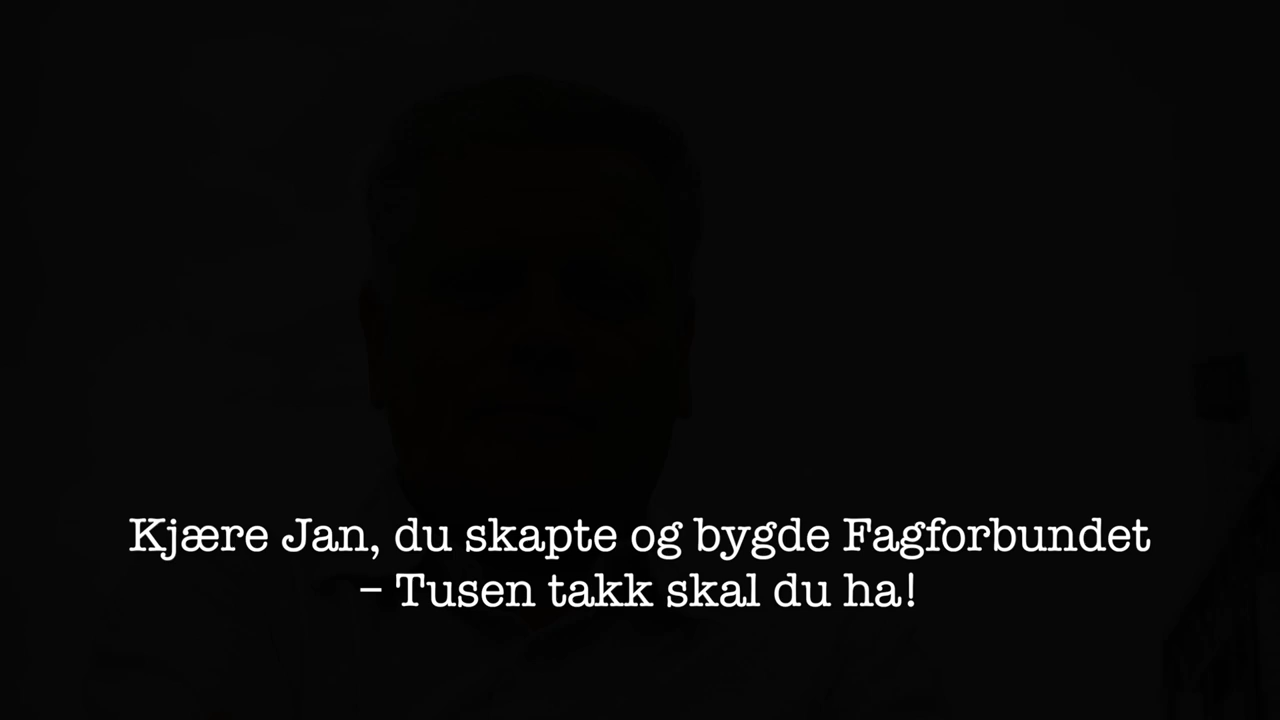 Kjære Jan, du skapte og bygde Fagforbundet
– Tusen takk skal du ha!